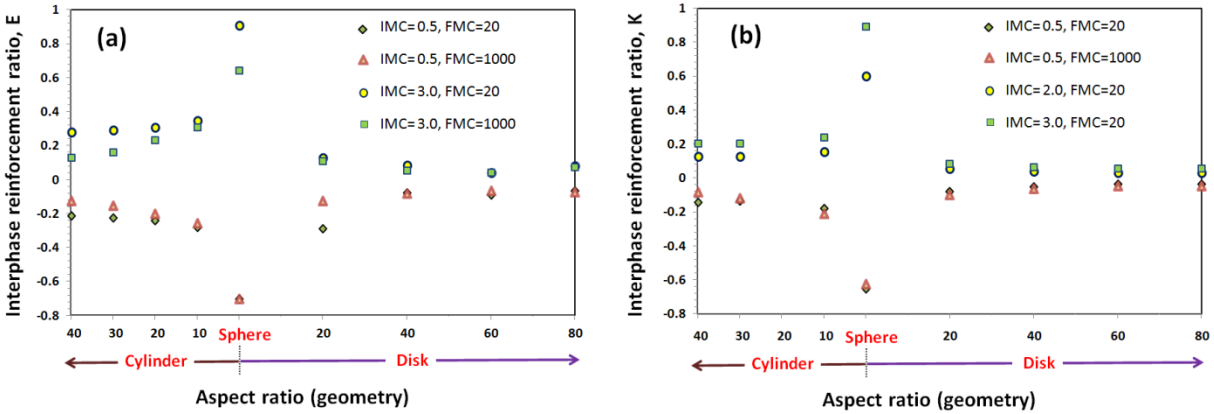 (a)
Interphase reinforcement ratio, E
1
0.8
0.6
0.4
0.2
0
-0.2
-0.4
-0.6
-0.8
IMC= 0.5, FMC=20
IMC= 0.5, FMC=1000
IMC= 3.0, FMC=20
IMC= 3.0, FMC=1000
40 30 20 10 Sphere 20 40 60 80
Cylinder Disk
Aspect ratio (geometry)
(b)
Interphase reinforcement ratio, K
1
0.8
0.6
0.4
0.2
0
-0.2
-0.4
-0.6
-0.8
IMC= 0.5, FMC=20
IMC= 0.5, FMC=1000
IMC= 2.0, FMC=20
IMC= 3.0, FMC=20
40 30 20 10 Sphere 20 40 60 80
Cylinder Disk
Aspect ratio (geometry)